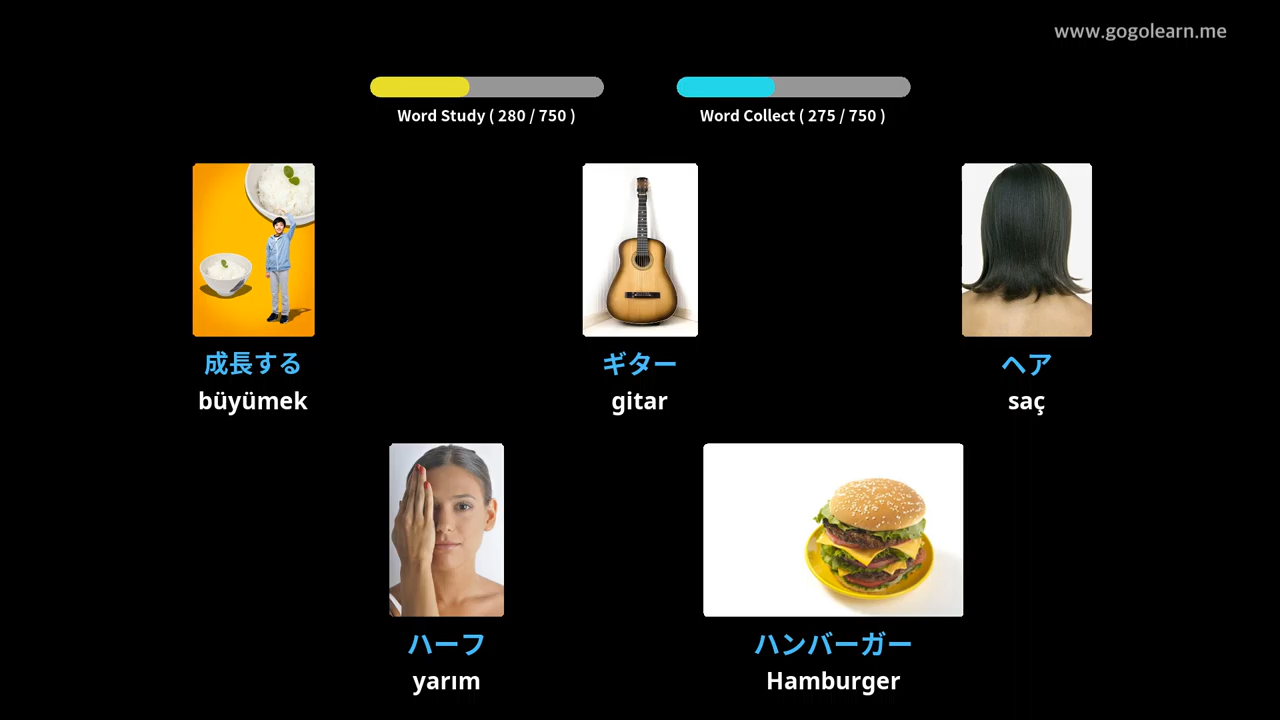 www.gogolearn.me
Word Study ( 280 / 750 )
Word Collect ( 275 / 750 )
成長する
büyümek
ギター
gitar
ヘア
saç
ハーフ
yarım
ハンバーガー
Hamburger